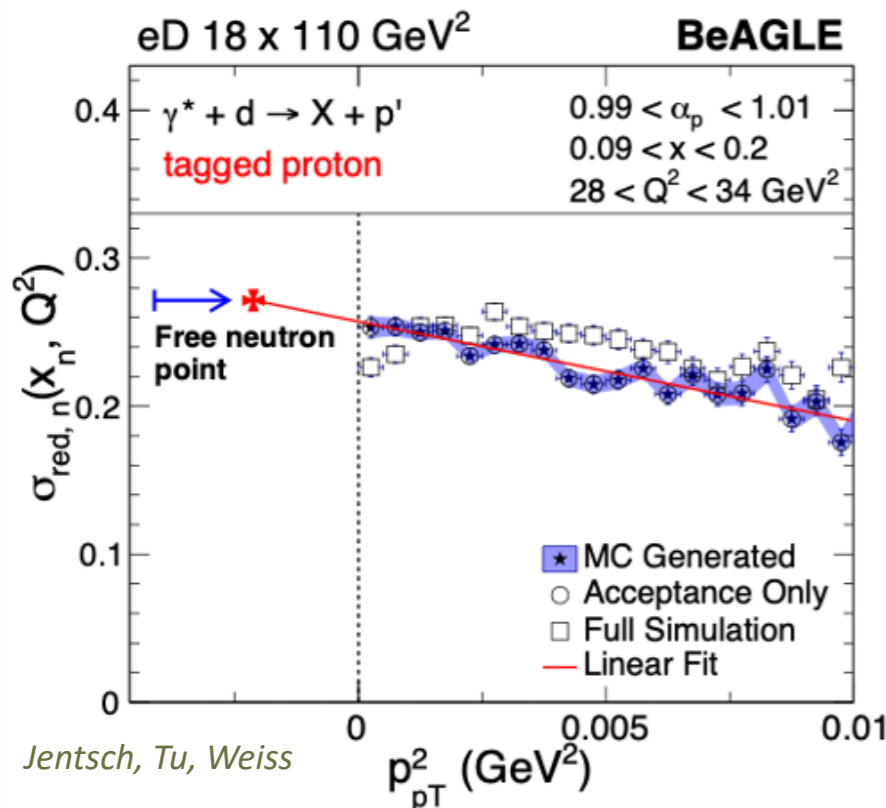 eD 18 x 110 GeV² BeAGLE
γ* + d → X + p'
tagged proton
0.99 < αₚ < 1.01
0.09 < x < 0.2
28 < Q² < 34 GeV²
0.4
0.3
0.2
0.1
0
σ_red, n(xₙ, Q²)
Free neutron
point
MC Generated
Acceptance Only
Full Simulation
Linear Fit
0 0.005 0.01
p²_pT (GeV²)
Jentsch, Tu, Weiss